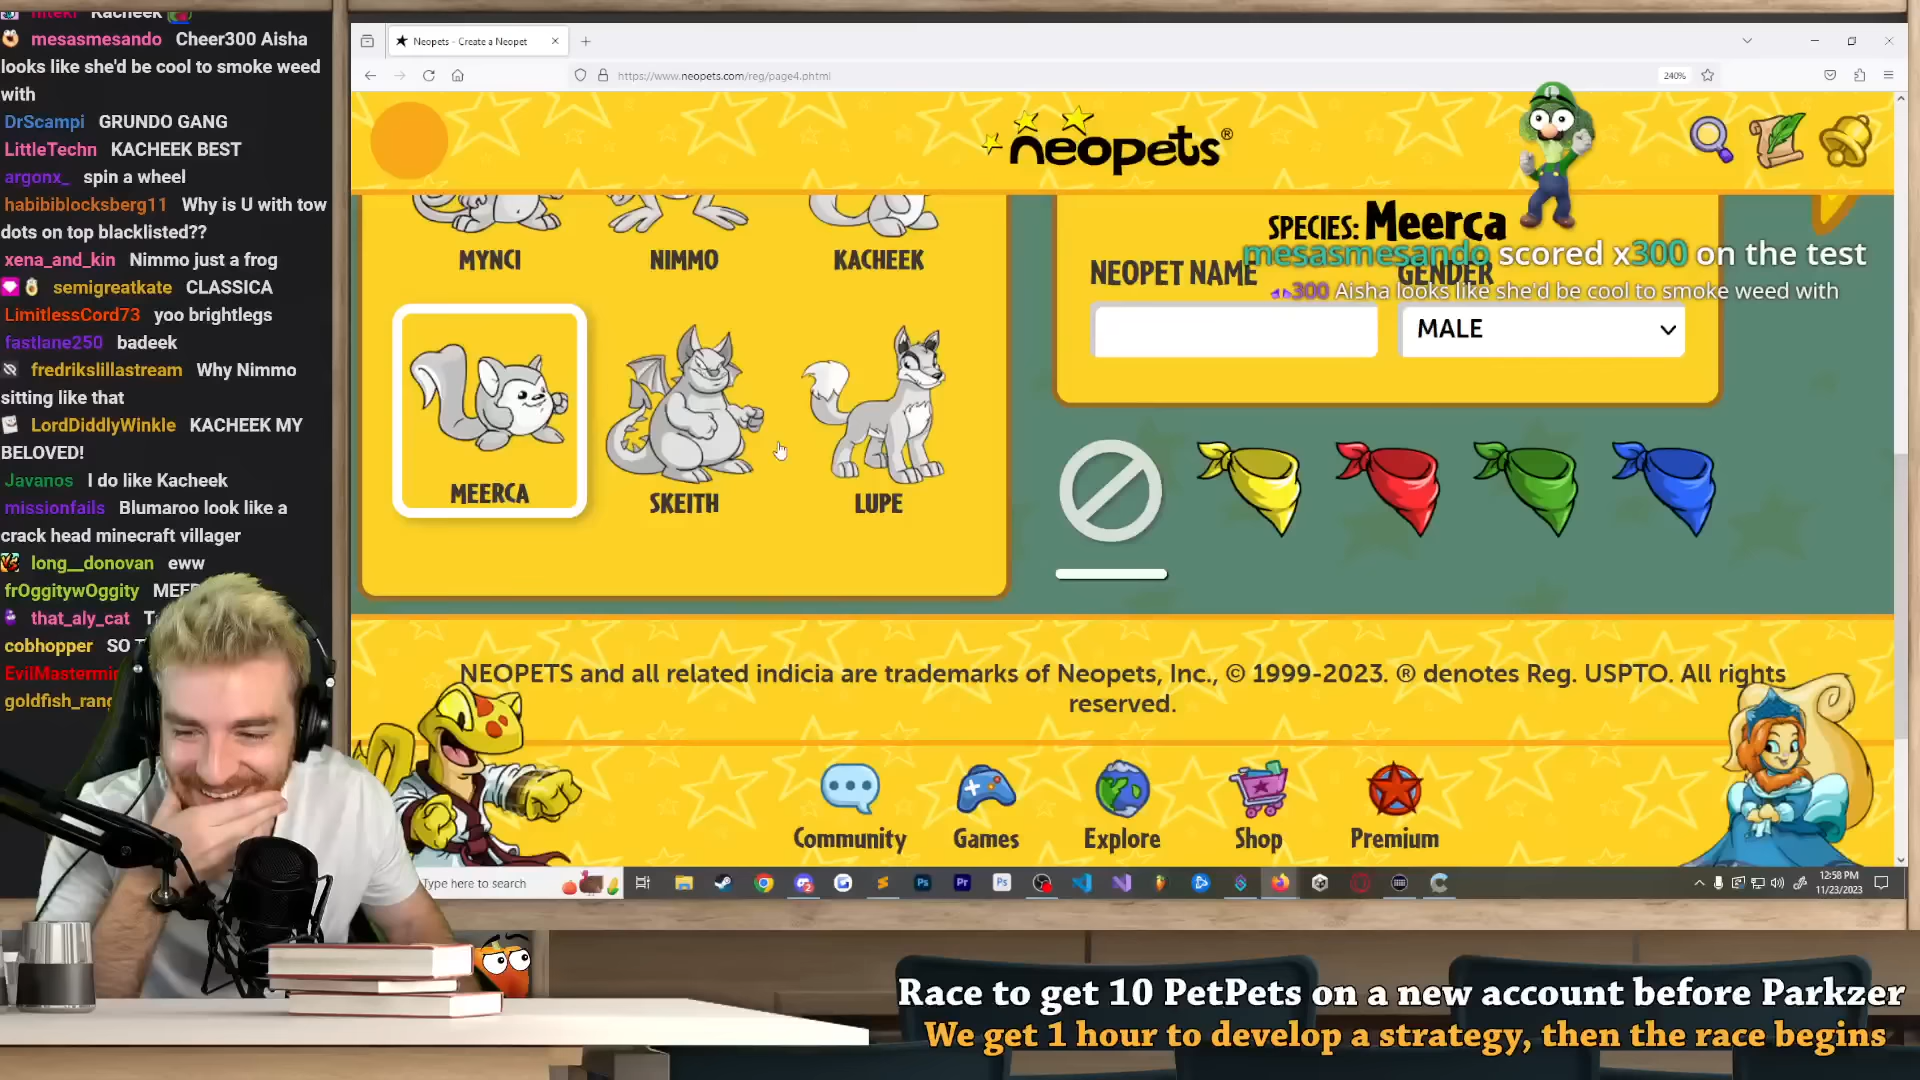 Kacheek
mesasmesando Cheer300 Aisha
looks like she'd be cool to smoke weed
with
DrScampi GRUNDO GANG
LittleTechn KACHEEK BEST
argonx_ spin a wheel
habibiblocksberg11 Why is U with tow
dots on top blacklisted??
xena_and_kin Nimmo just a frog
semigreatkate CLASSICA
LimitlessCord73 yoo brightlegs
fastlane250 badeek
fredrikslillastream Why Nimmo
sitting like that
LordDiddlyWinkle KACHEEK MY
BELOVED!
Javanos I do like Kacheek
missionfails Blumaroo look like a
crack head minecraft villager
long__donovan eww
frOggitywOggity
that_aly_cat
cobhopper SO
Neopets - Create a Neopet
https://www.neopets.com/reg/page4.phtml
240%
neopets®
MYNCI NIMMO KACHEEK
MEERCA SKEITH LUPE
SPECIES: Meerca
mesasmesando scored x300 on the test
300 Aisha looks like she'd be cool to smoke weed with
NEOPET NAME GENDER
MALE
NEOPETS and all related indicia are trademarks of Neopets, Inc., © 1999-2023. ® denotes Reg. USPTO. All rights
reserved.
Community Games Explore Shop Premium
Type here to search
12:58 PM
11/23/2023
Race to get 10 PetPets on a new account before Parkzer
We get 1 hour to develop a strategy, then the race begins